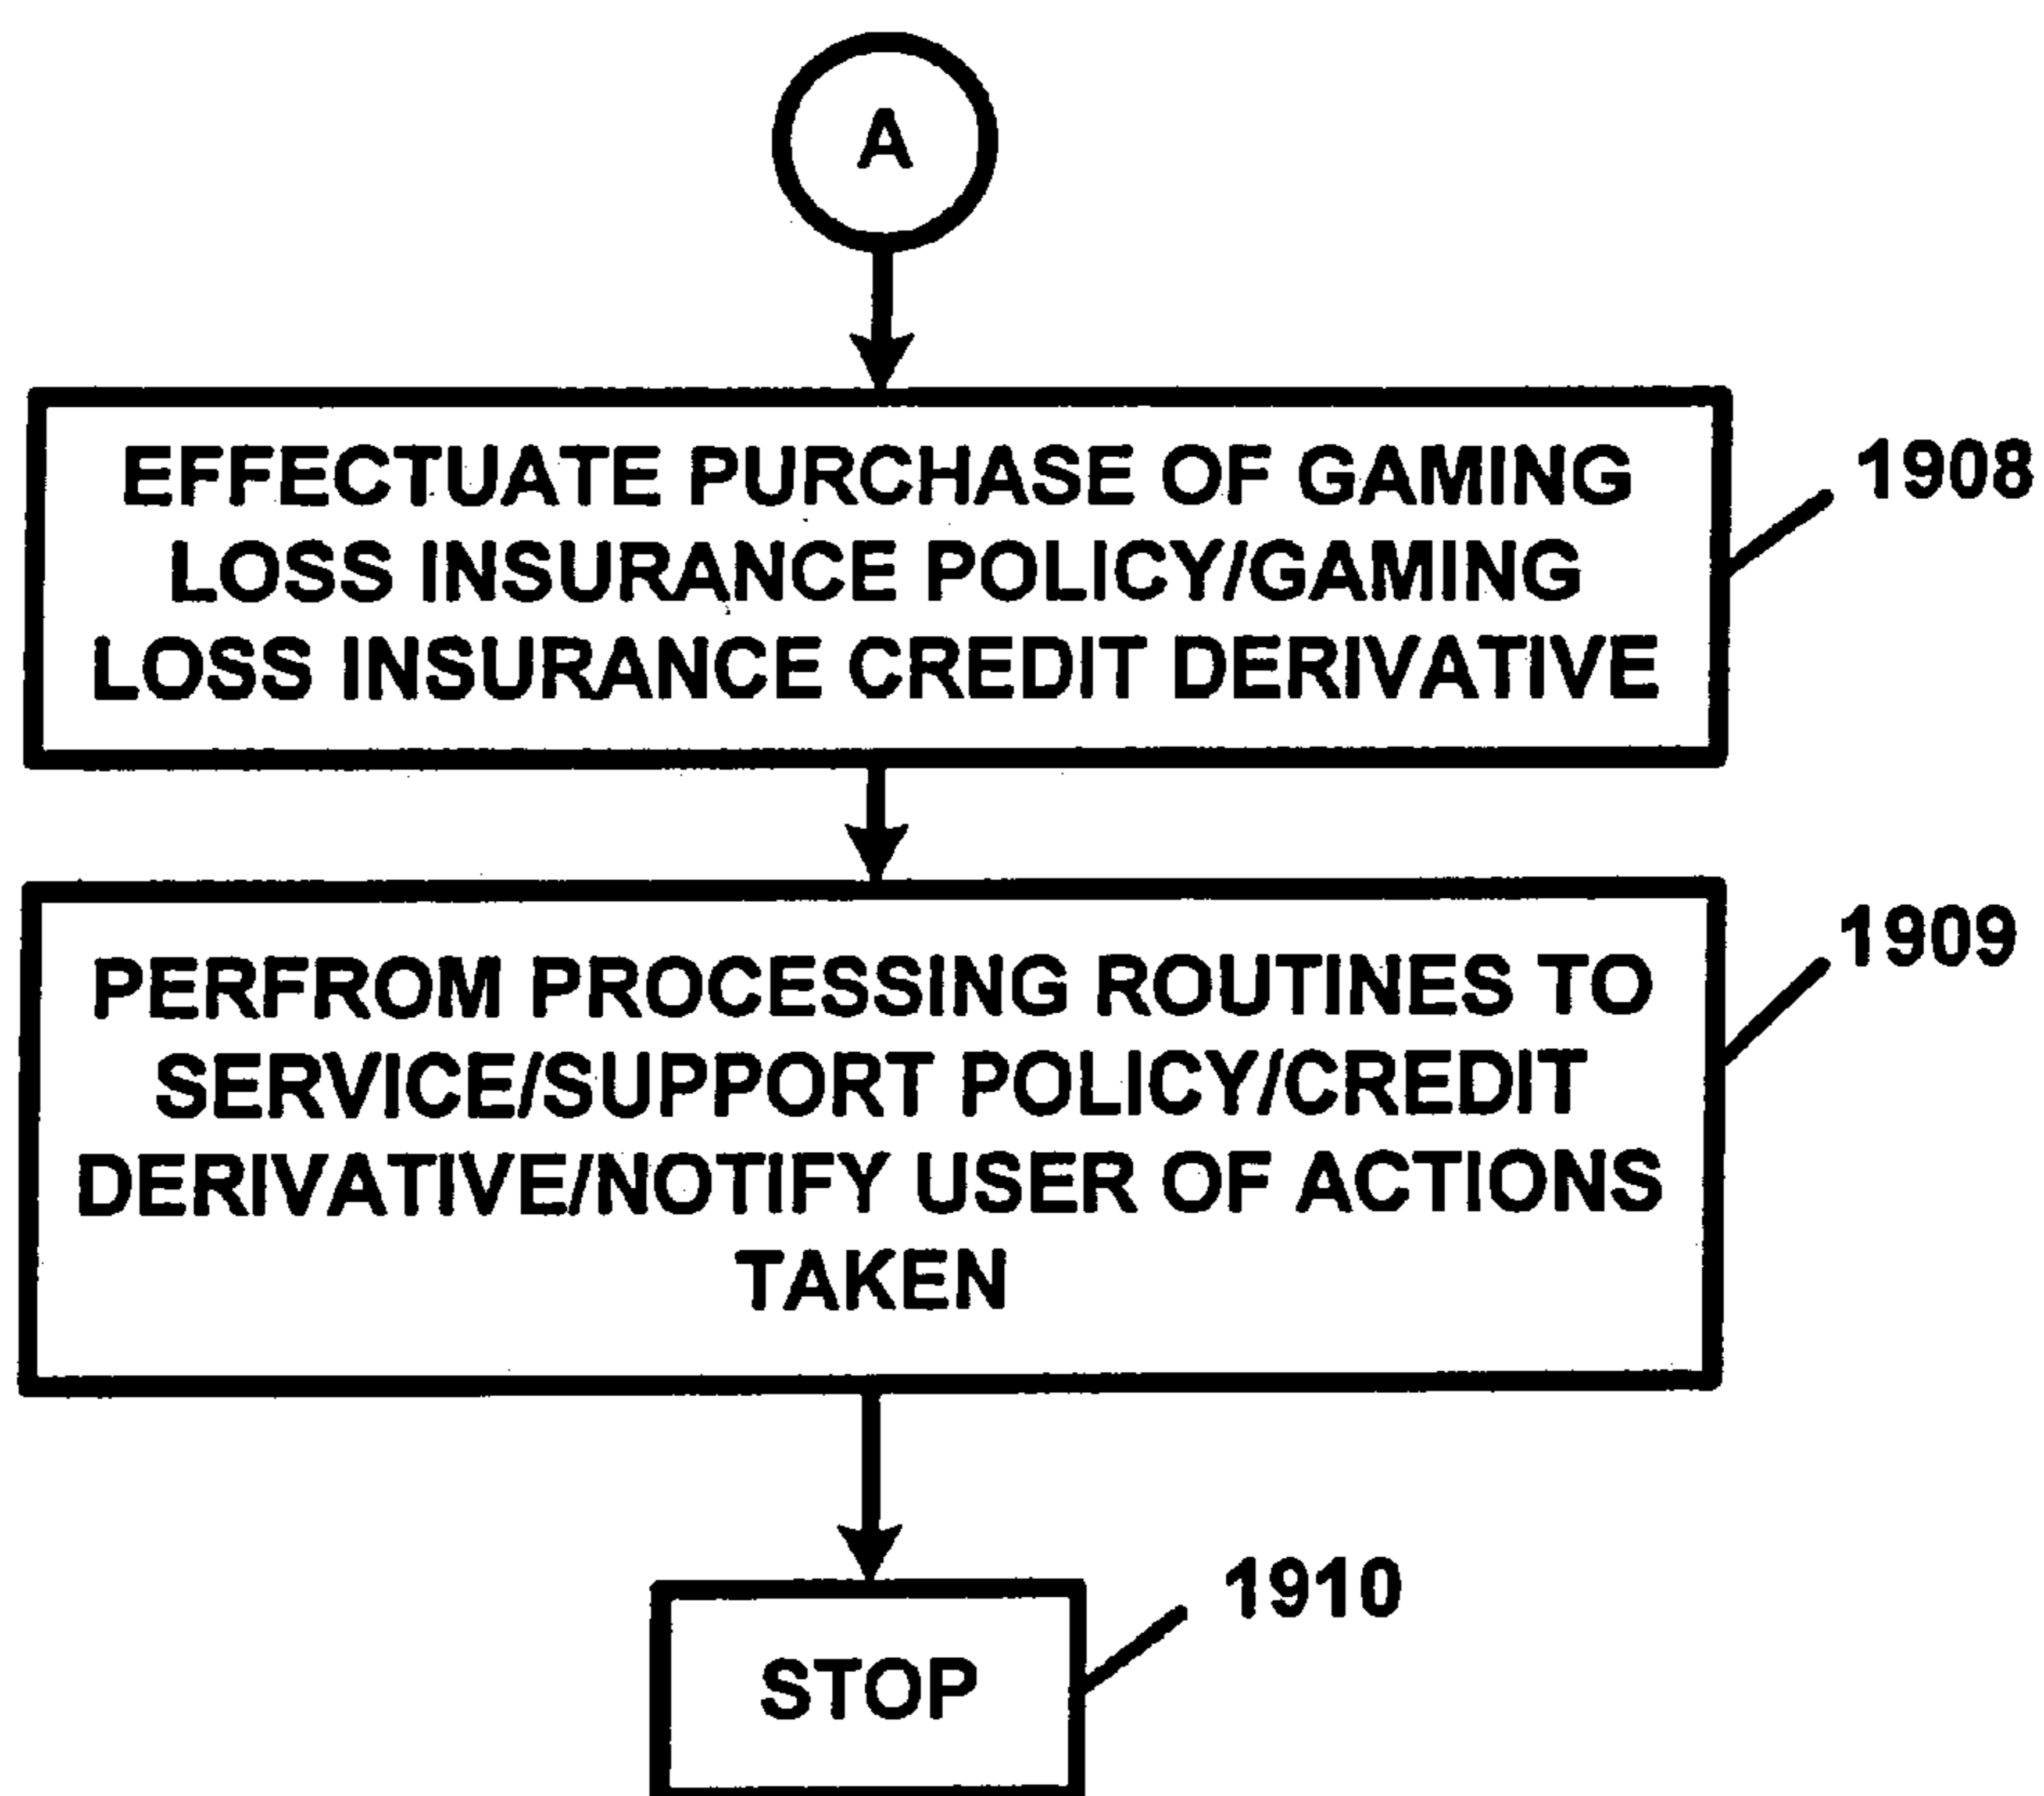 A
EFFECTUATE PURCHASE OF GAMING
LOSS INSURANCE POLICY/GAMING
LOSS INSURANCE CREDIT DERIVATIVE
1908
PERFROM PROCESSING ROUTINES TO
SERVICE/SUPPORT POLICY/CREDIT
DERIVATIVE/NOTIFY USER OF ACTIONS
TAKEN
1909
STOP
1910